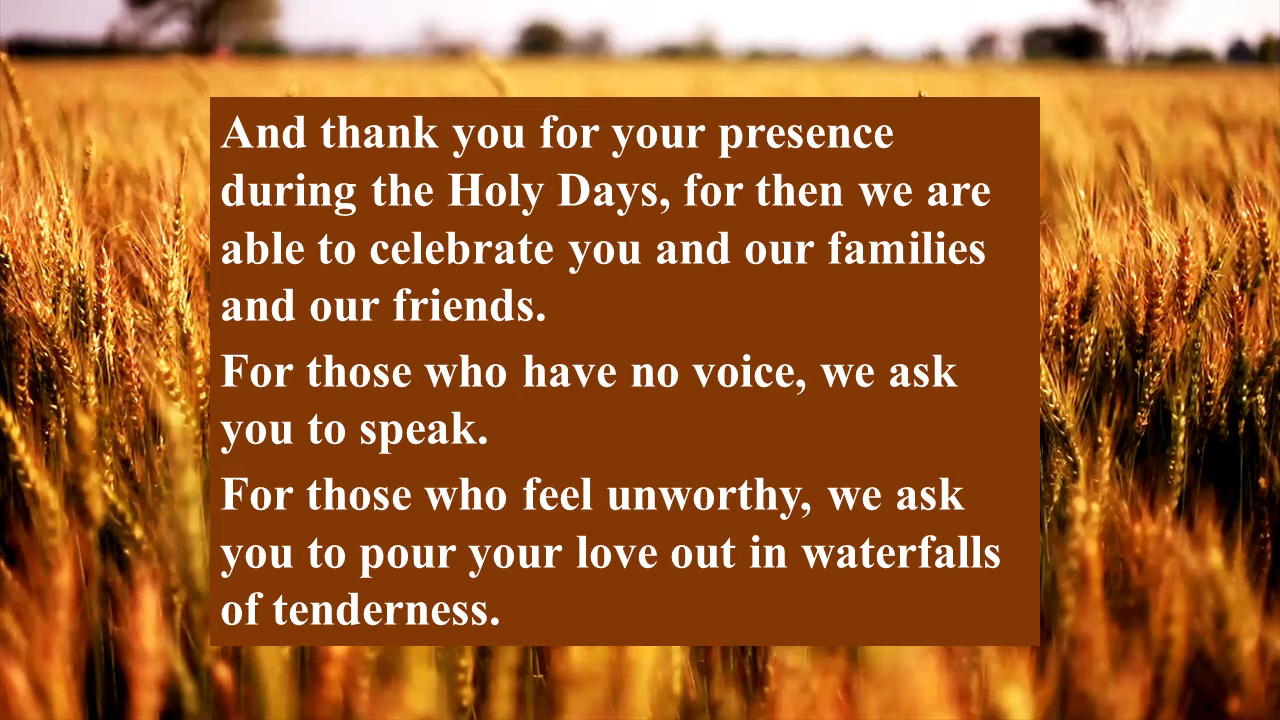 And thank you for your presence
during the Holy Days, for then we are
able to celebrate you and our families
and our friends.
For those who have no voice, we ask
you to speak.
For those who feel unworthy, we ask
you to pour your love out in waterfalls
of tenderness.